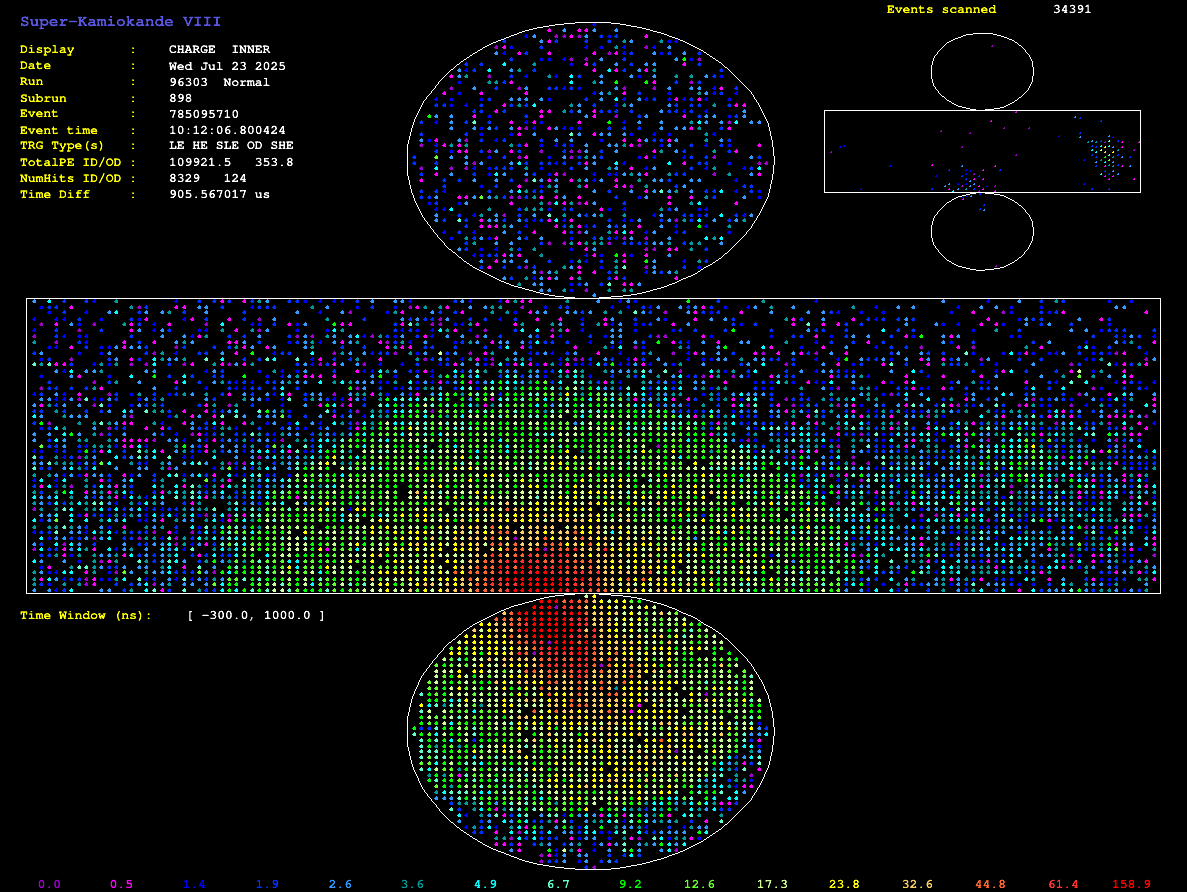 Super-Kamiokande VIII
Events scanned 34391
Display : CHARGE INNER
Date : Wed Jul 23 2025
Run : 96303 Normal
Subrun : 898
Event : 785095710
Event time : 10:12:06.800424
TRG Type(s) : LE HE SLE OD SHE
TotalPE ID/OD : 109921.5 353.8
NumHits ID/OD : 8329 124
Time Diff : 905.567017 us
Time Window (ns): [ -300.0, 1000.0 ]
0.0 0.5 1.4 1.9 2.6 3.6 4.9 6.7 9.2 12.6 17.3 23.8 32.6 44.8 61.4 158.9